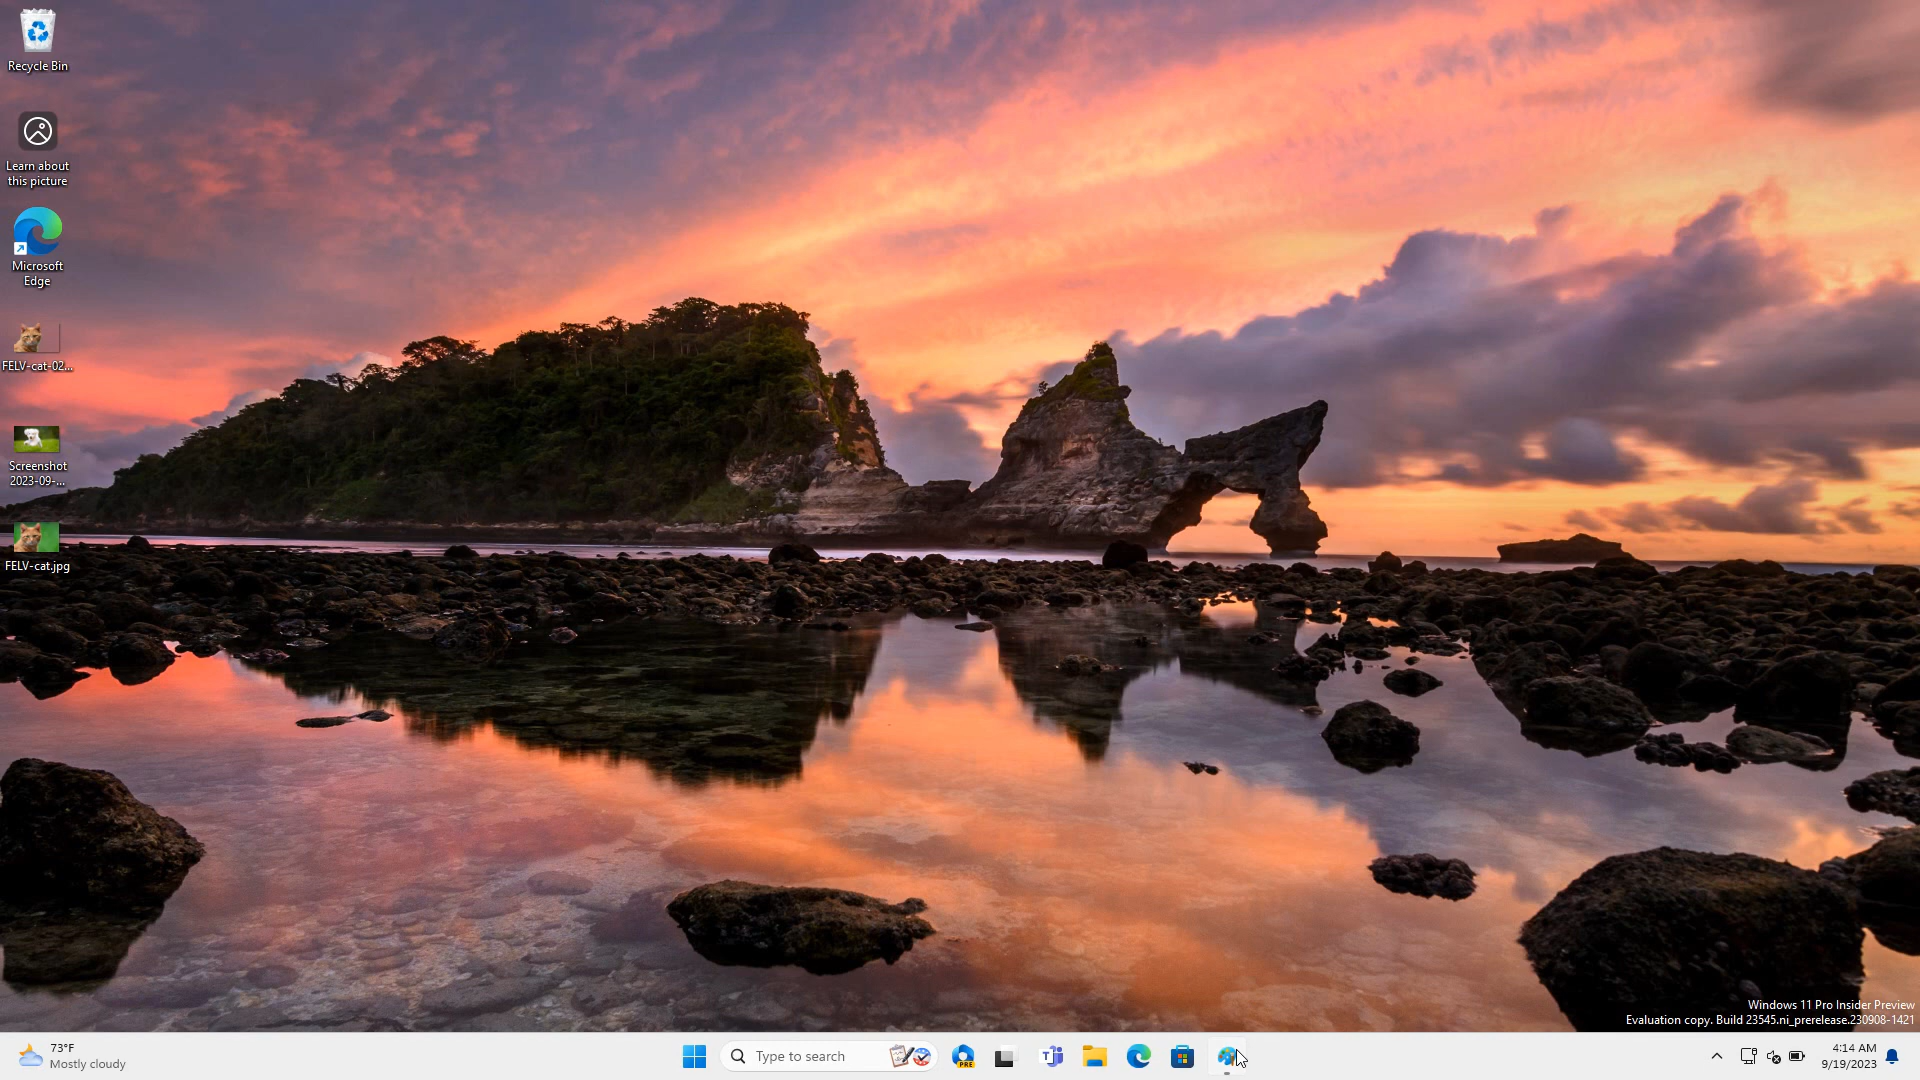 Recycle Bin
Learn about
this picture
Microsoft
Edge
FELV-cat-02...
Screenshot
2023-09-...
FELV-cat.jpg
Windows 11 Pro Insider Preview
Evaluation copy. Build 23545.ni_prerelease.230908-1421
73°F
Mostly cloudy
Type to search
PRE
T
4:14 AM
9/19/2023